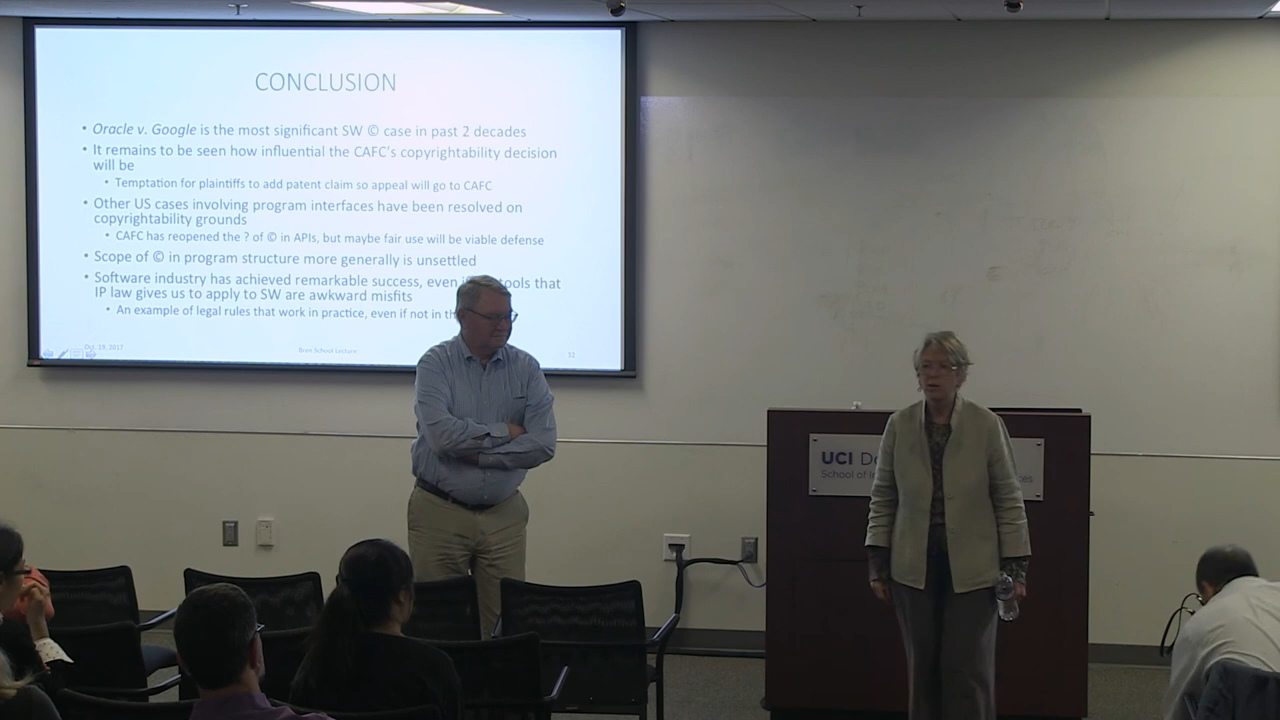 CONCLUSION
• Oracle v. Google is the most significant SW © case in past 2 decades
• It remains to be seen how influential the CAFC's copyrightability decision
will be
• Temptation for plaintiffs to add patent claim so appeal will go to CAFC
• Other US cases involving program interfaces have been resolved on
copyrightability grounds
• CAFC has reopened the ? of © in APIs, but maybe fair use will be viable defense
• Scope of © in program structure more generally is unsettled
• Software industry has achieved remarkable success, even tools that
IP law gives us to apply to SW are awkward misfits
• An example of legal rules that work in practice, even if not in
Oct. 19, 2017
Bren School Lecture
32
UCI
School of